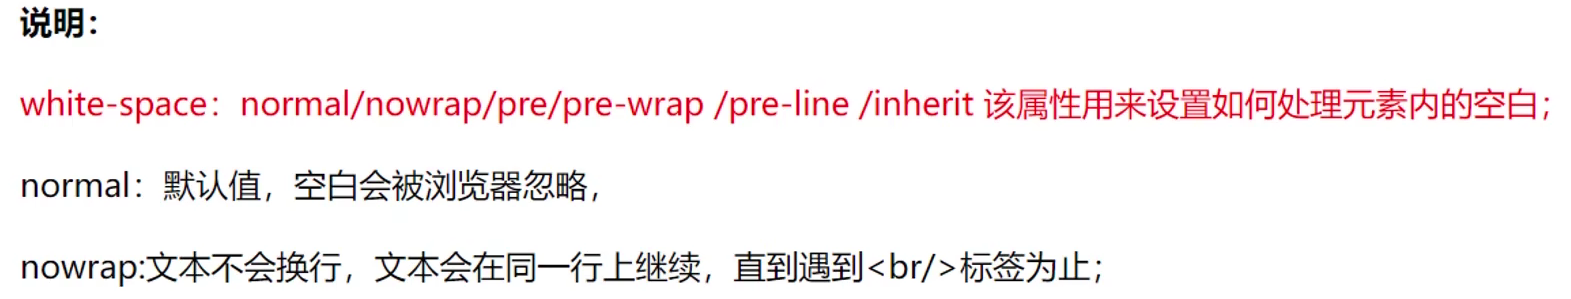 说明：
white-space：normal/nowrap/pre/pre-wrap /pre-line /inherit 该属性用来设置如何处理元素内的空白；
normal：默认值，空白会被浏览器忽略，
nowrap:文本不会换行，文本会在同一行上继续，直到遇到<br/>标签为止；